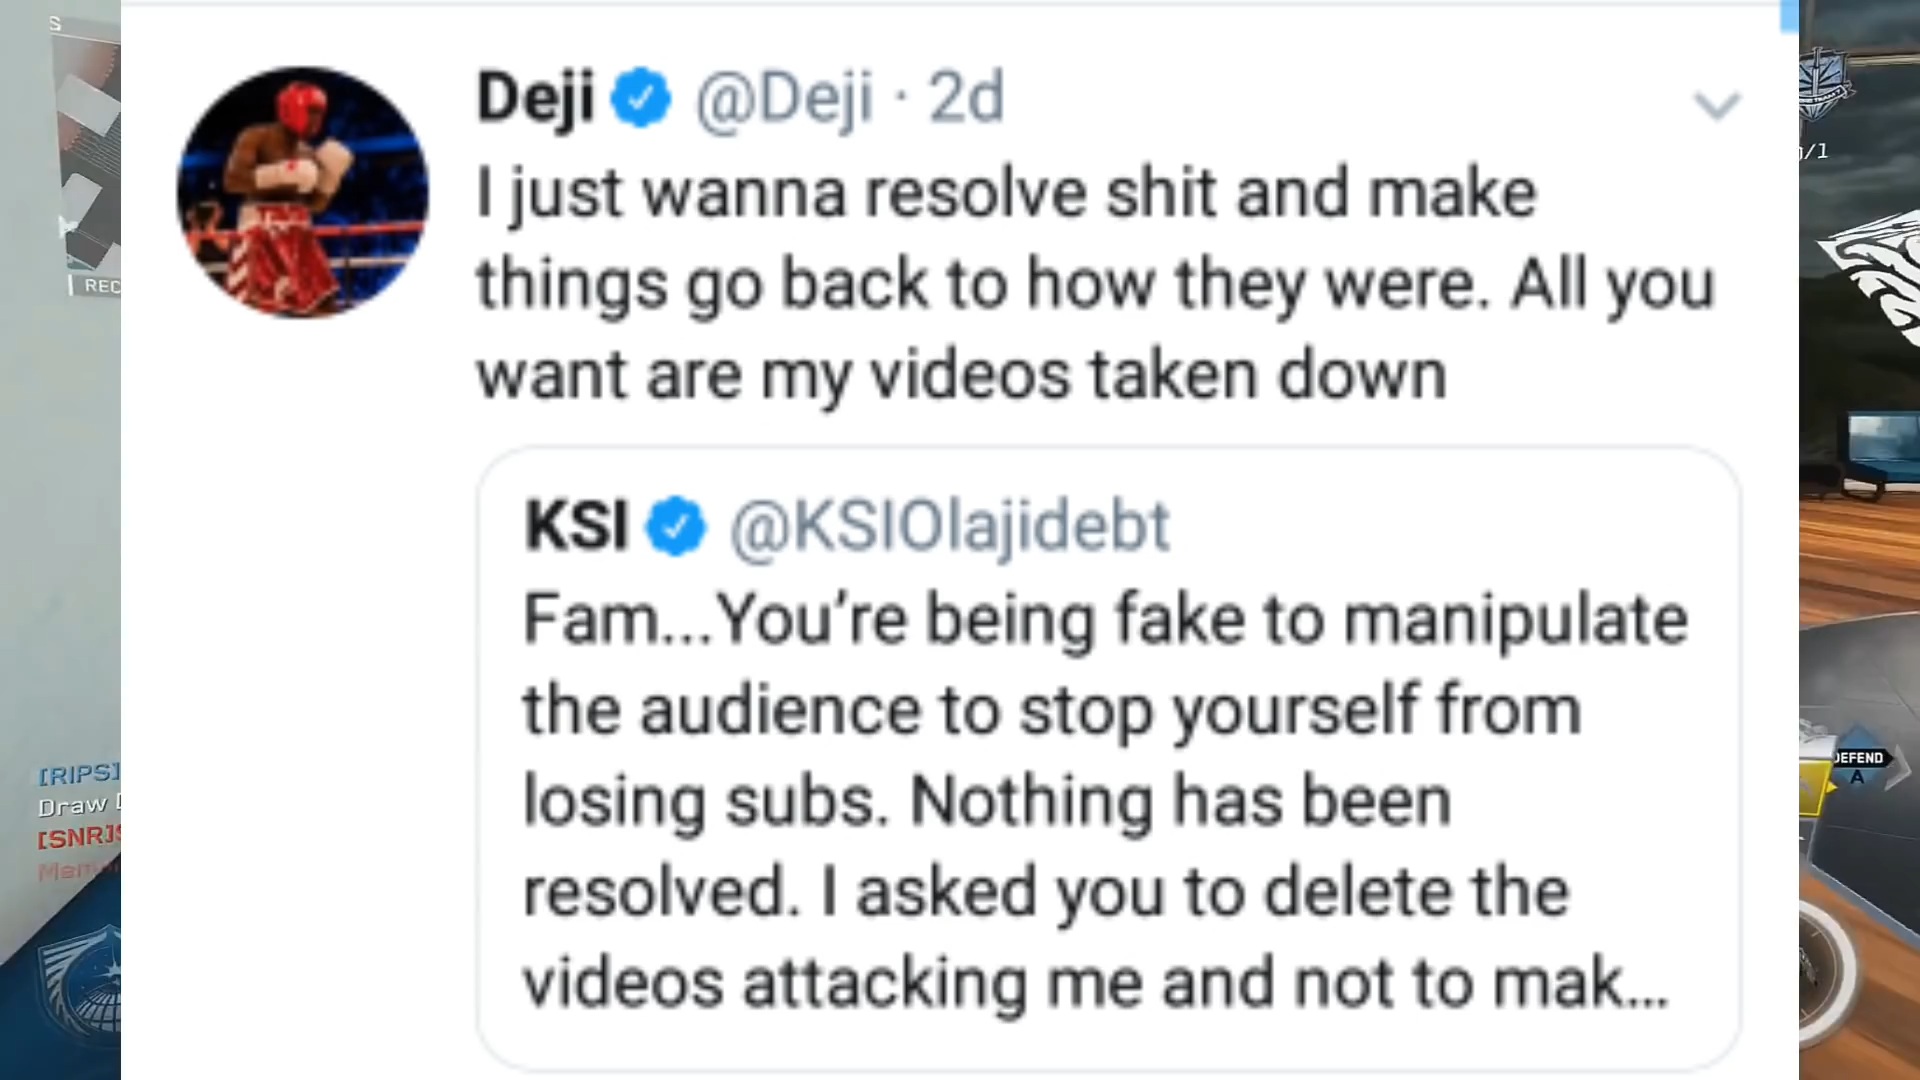 S
Deji @Deji · 2d
I just wanna resolve shit and make
things go back to how they were. All you
want are my videos taken down
KSI @KSIOlajidebt
Fam...You’re being fake to manipulate
the audience to stop yourself from
losing subs. Nothing has been
resolved. I asked you to delete the
videos attacking me and not to mak...
REC
[RIPS]
Draw
[SNR]S
DEFEND
A